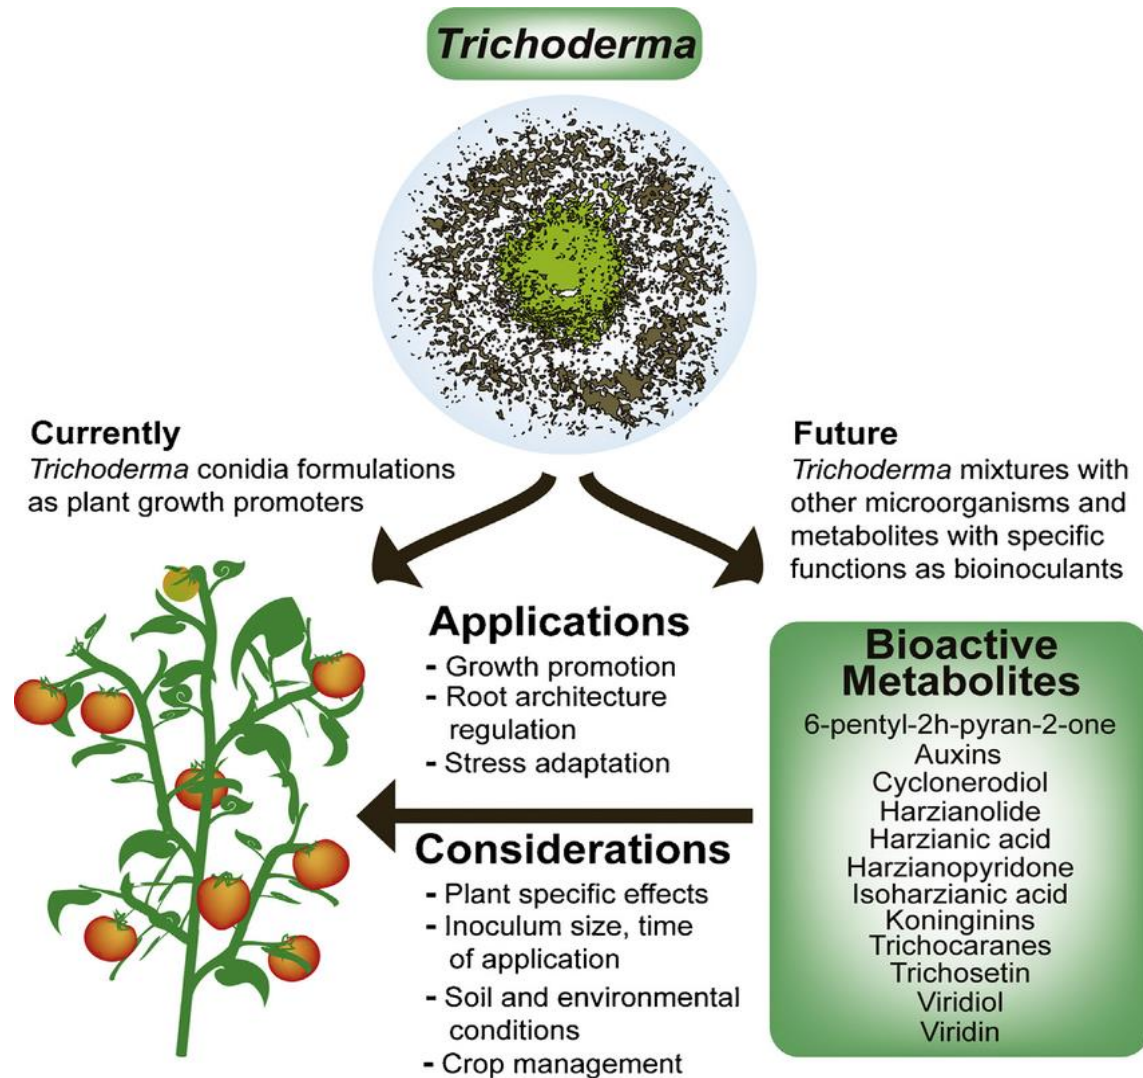 Trichoderma
Currently
Trichoderma conidia formulations
as plant growth promoters
Future
Trichoderma mixtures with
other microorganisms and
metabolites with specific
functions as bioinoculants
Applications
- Growth promotion
- Root architecture
regulation
- Stress adaptation
Considerations
- Plant specific effects
- Inoculum size, time
of application
- Soil and environmental
conditions
- Crop management
Bioactive
Metabolites
6-pentyl-2h-pyran-2-one
Auxins
Cyclonerodiol
Harzianolide
Harzianic acid
Harzianopyridone
Isoharzianic acid
Koninginins
Trichocaranes
Trichosetin
Viridiol
Viridin